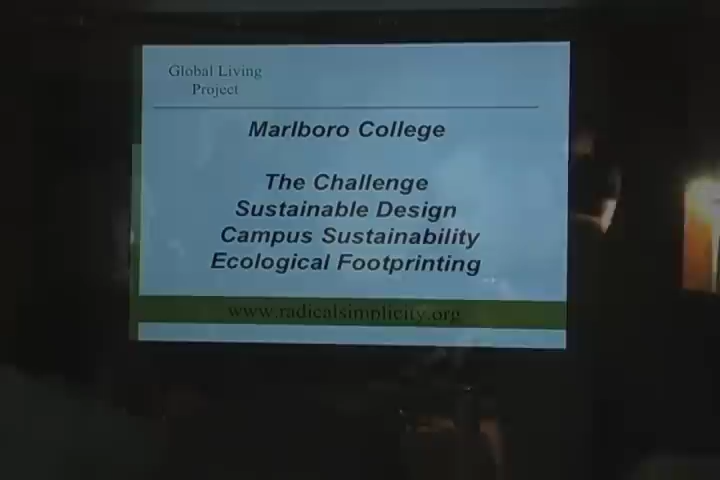 Global Living
Project
Marlboro College
The Challenge
Sustainable Design
Campus Sustainability
Ecological Footprinting
www.radicalsimplicity.org